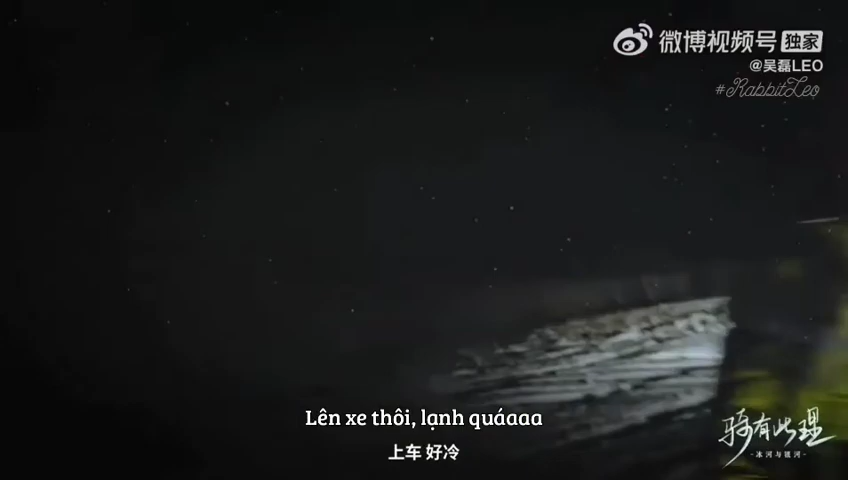 微博视频号 独家
@吴磊LEO
#RabbitLeo
Lên xe thôi, lạnh quáaaa
上车 好冷
骑有此理
-冰河与银河-